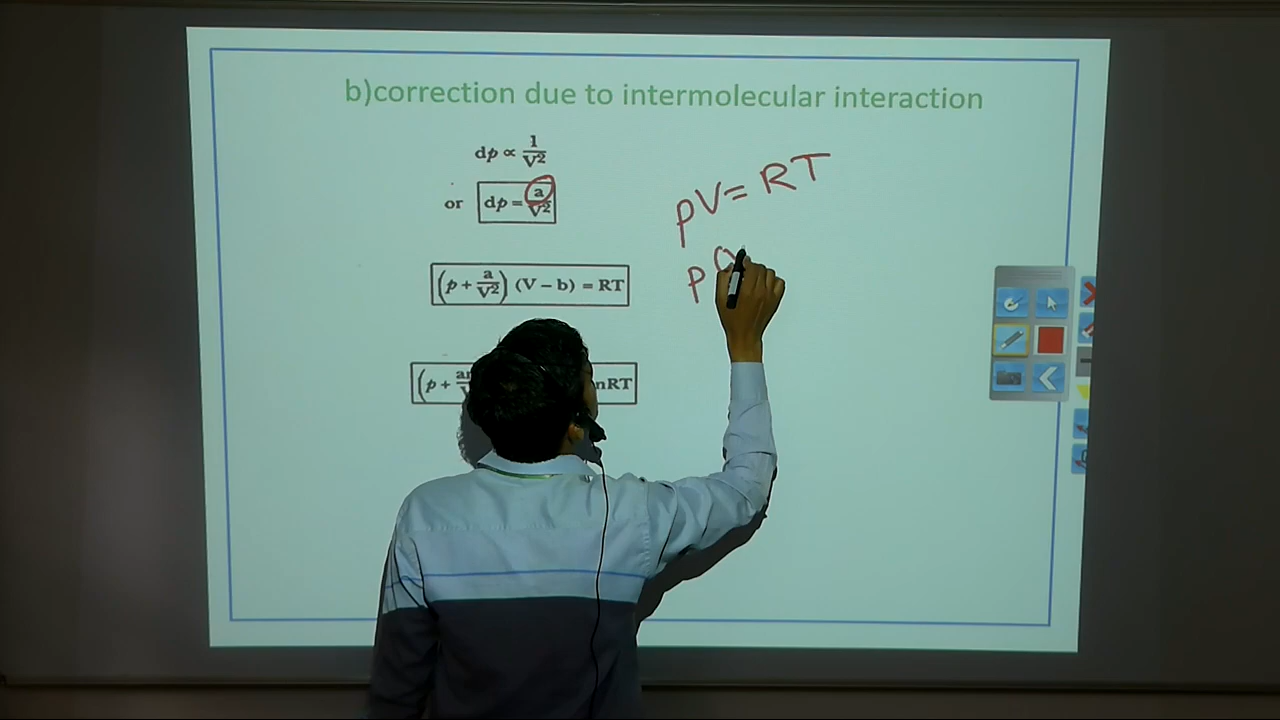 b)correction due to intermolecular interaction
dp ∝ 1/V²
or dp = a/V²
(p + a/V²) (V – b) = RT
(p + nRT
PV = RT
P